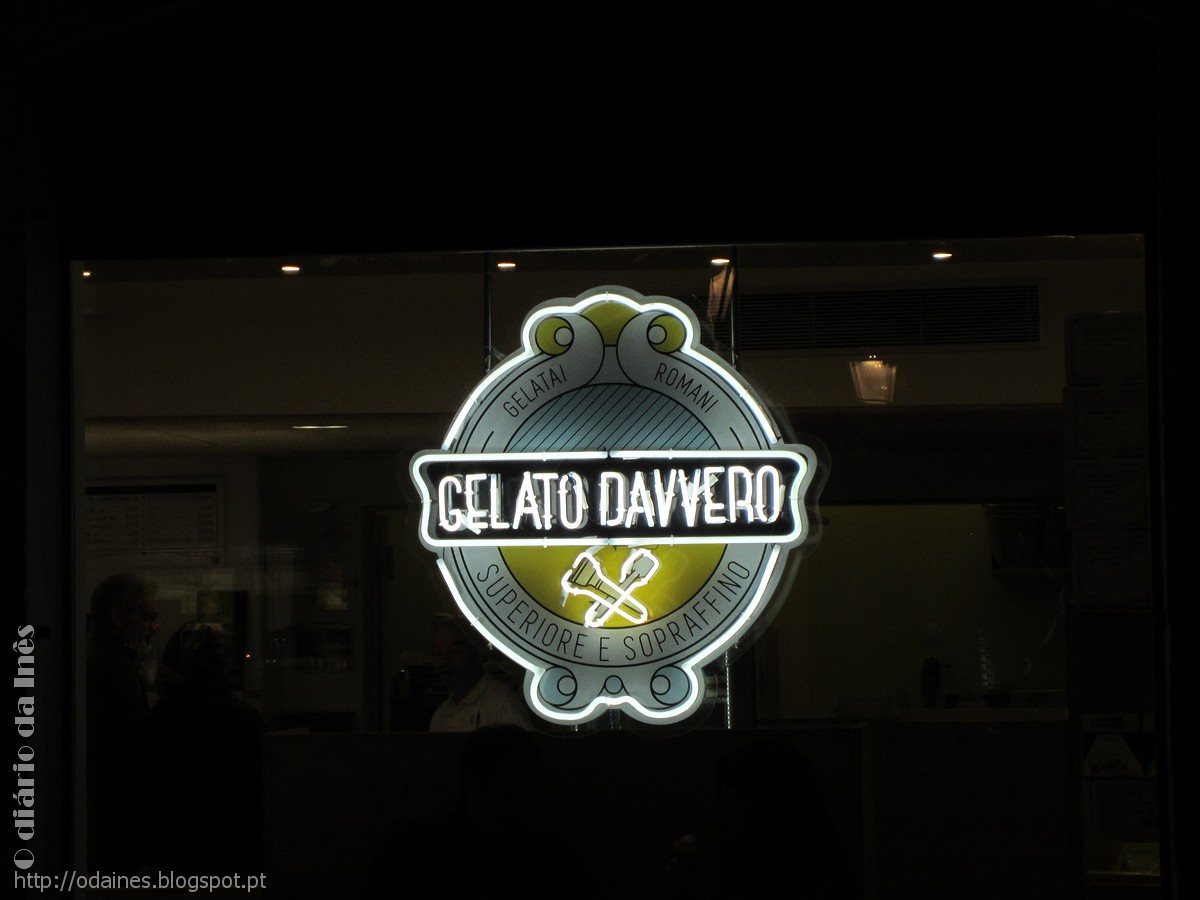 GELATAI ROMANI
GELATO DAVVERO
SUPERIORE E SOPRAFFINO
O diário da Inês
http://odaines.blogspot.pt